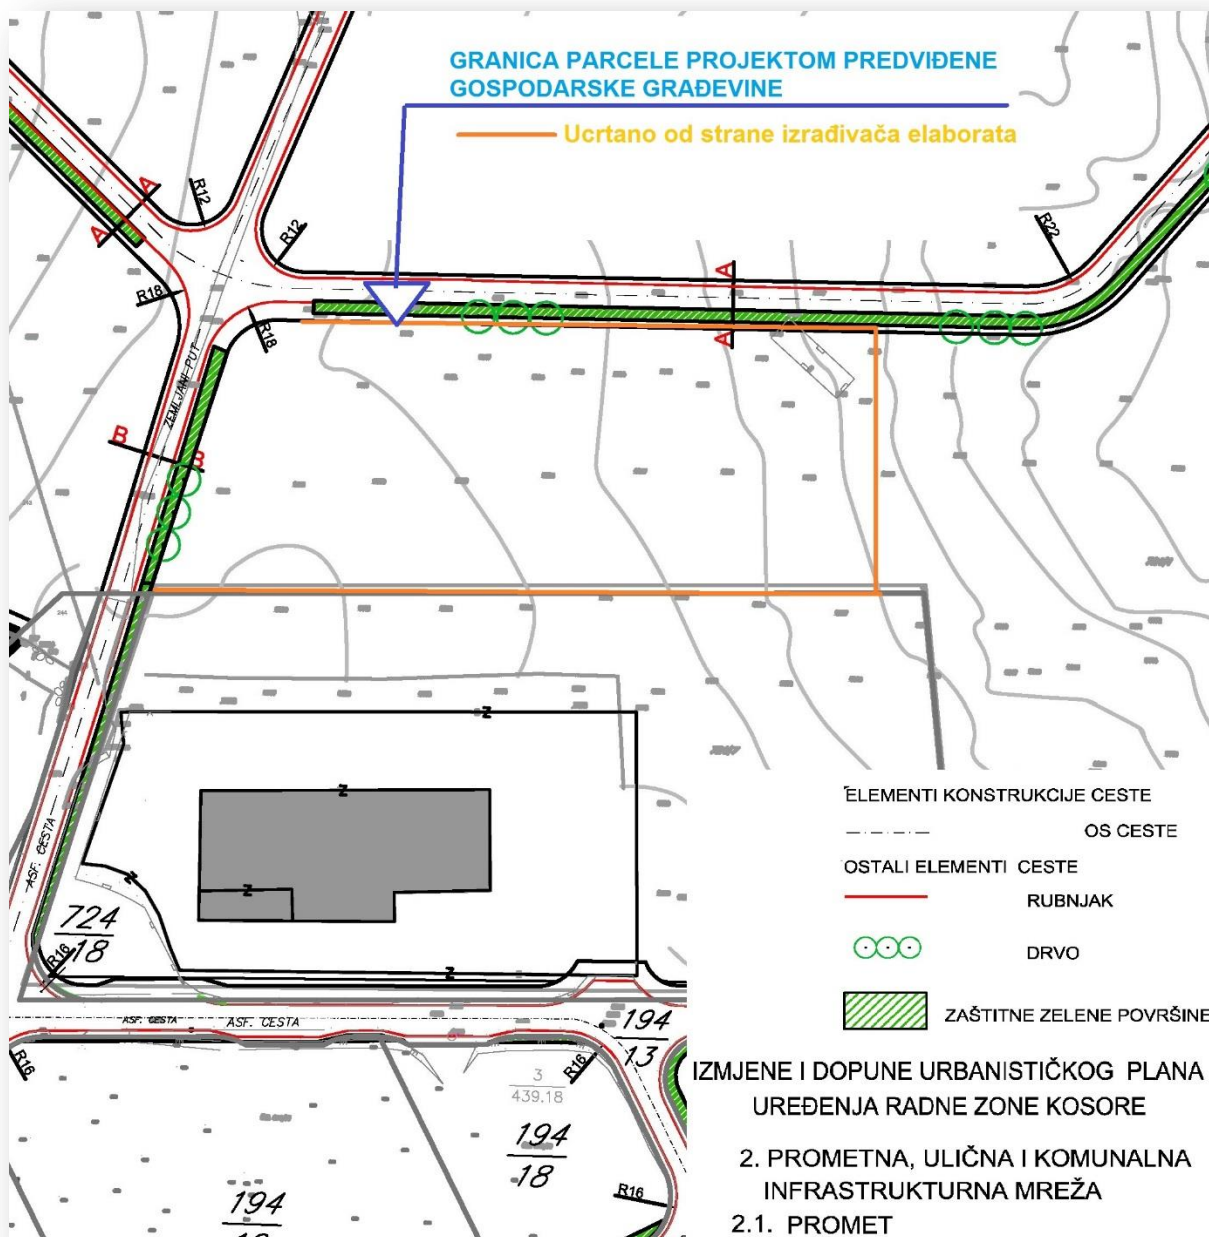 GRANICA PARCELE PROJEKTOM PREDVIĐENE
GOSPODARSKE GRAĐEVINE
Ucrtano od strane izrađivača elaborata
A
A
R12
R12
R22
R18
R18
A
A
ZEMLJANI PUT
B
B
Z
Z
Z
Z
Z
ASF. CESTA
724
18
R16
ASF. CESTA
ASF. CESTA
194
13
R16
R16
3
439.18
194
18
R16
194
ELEMENTI KONSTRUKCIJE CESTE
OS CESTE
OSTALI ELEMENTI CESTE
RUBNJAK
DRVO
ZAŠTITNE ZELENE POVRŠINE
IZMJENE I DOPUNE URBANISTIČKOG PLANA
UREĐENJA RADNE ZONE KOSORE
2. PROMETNA, ULIČNA I KOMUNALNA
INFRASTRUKTURNA MREŽA
2.1. PROMET